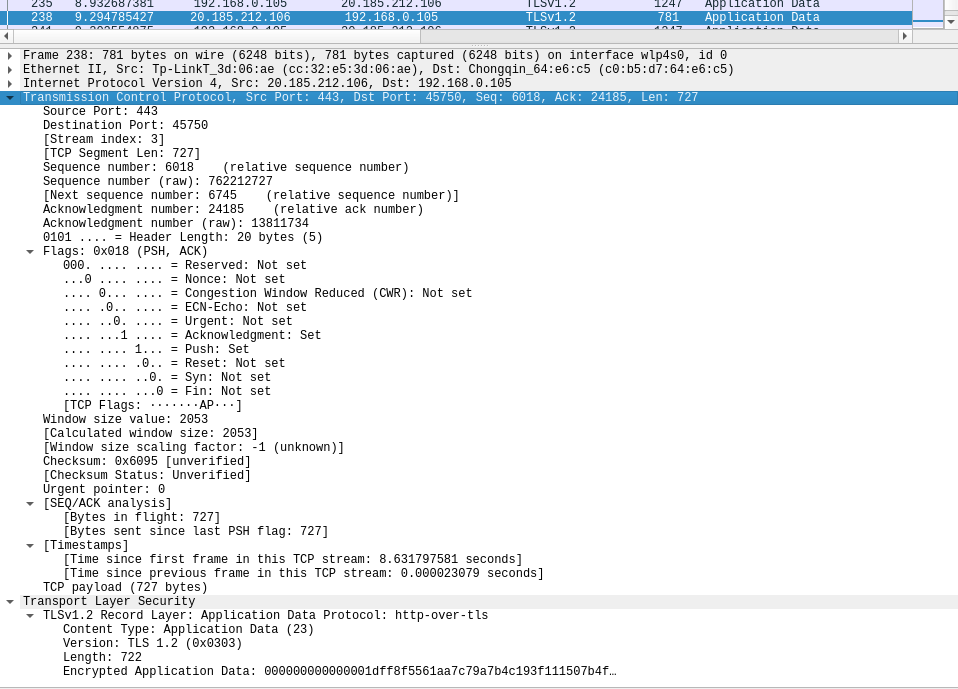 235 8.932687381 192.168.0.105 20.185.212.106 TLSv1.2 1247 Application Data
238 9.294785427 20.185.212.106 192.168.0.105 TLSv1.2 781 Application Data
Frame 238: 781 bytes on wire (6248 bits), 781 bytes captured (6248 bits) on interface wlp4s0, id 0
Ethernet II, Src: Tp-LinkT_3d:06:ae (cc:32:e5:3d:06:ae), Dst: Chongqin_64:e6:c5 (c0:b5:d7:64:e6:c5)
Internet Protocol Version 4, Src: 20.185.212.106, Dst: 192.168.0.105
Transmission Control Protocol, Src Port: 443, Dst Port: 45750, Seq: 6018, Ack: 24185, Len: 727
Source Port: 443
Destination Port: 45750
[Stream index: 3]
[TCP Segment Len: 727]
Sequence number: 6018 (relative sequence number)
Sequence number (raw): 762212727
[Next sequence number: 6745 (relative sequence number)]
Acknowledgment number: 24185 (relative ack number)
Acknowledgment number (raw): 13811734
0101 .... = Header Length: 20 bytes (5)
Flags: 0x018 (PSH, ACK)
000. .... .... = Reserved: Not set
...0 .... .... = Nonce: Not set
.... 0... .... = Congestion Window Reduced (CWR): Not set
.... .0.. .... = ECN-Echo: Not set
.... ..0. .... = Urgent: Not set
.... ...1 .... = Acknowledgment: Set
.... .... 1... = Push: Set
.... .... .0.. = Reset: Not set
.... .... ..0. = Syn: Not set
.... .... ...0 = Fin: Not set
[TCP Flags: ·······AP···]
Window size value: 2053
[Calculated window size: 2053]
[Window size scaling factor: -1 (unknown)]
Checksum: 0x6095 [unverified]
[Checksum Status: Unverified]
Urgent pointer: 0
[SEQ/ACK analysis]
[Bytes in flight: 727]
[Bytes sent since last PSH flag: 727]
[Timestamps]
[Time since first frame in this TCP stream: 8.631797581 seconds]
[Time since previous frame in this TCP stream: 0.000023079 seconds]
TCP payload (727 bytes)
Transport Layer Security
TLSv1.2 Record Layer: Application Data Protocol: http-over-tls
Content Type: Application Data (23)
Version: TLS 1.2 (0x0303)
Length: 722
Encrypted Application Data: 000000000000001dff8f5561aa7c79a7b4c193f111507b4f…